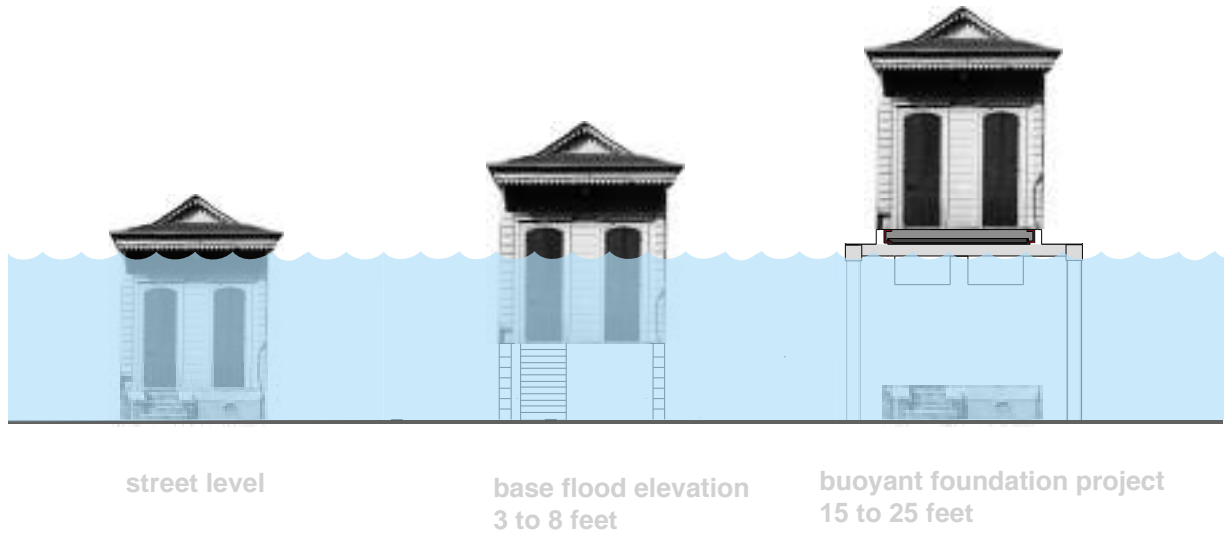 street level
base flood elevation
3 to 8 feet
buoyant foundation project
15 to 25 feet